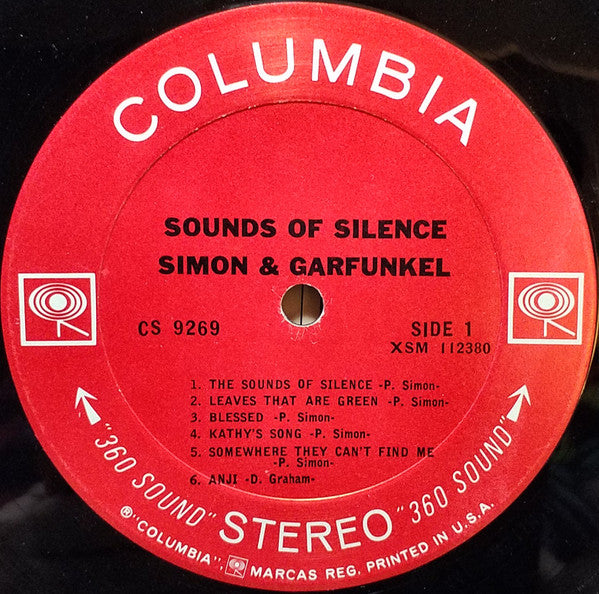 COLUMBIA
SOUNDS OF SILENCE
SIMON & GARFUNKEL
CS 9269
SIDE 1
XSM 112380
1. THE SOUNDS OF SILENCE -P. Simon-
2. LEAVES THAT ARE GREEN -P. Simon-
3. BLESSED -P. Simon-
4. KATHY'S SONG -P. Simon-
5. SOMEWHERE THEY CAN'T FIND ME
-P. Simon-
6. ANJI -D. Graham-
"360 SOUND" STEREO "360 SOUND"
Ⓡ "COLUMBIA", MARCAS REG. PRINTED IN U.S.A.